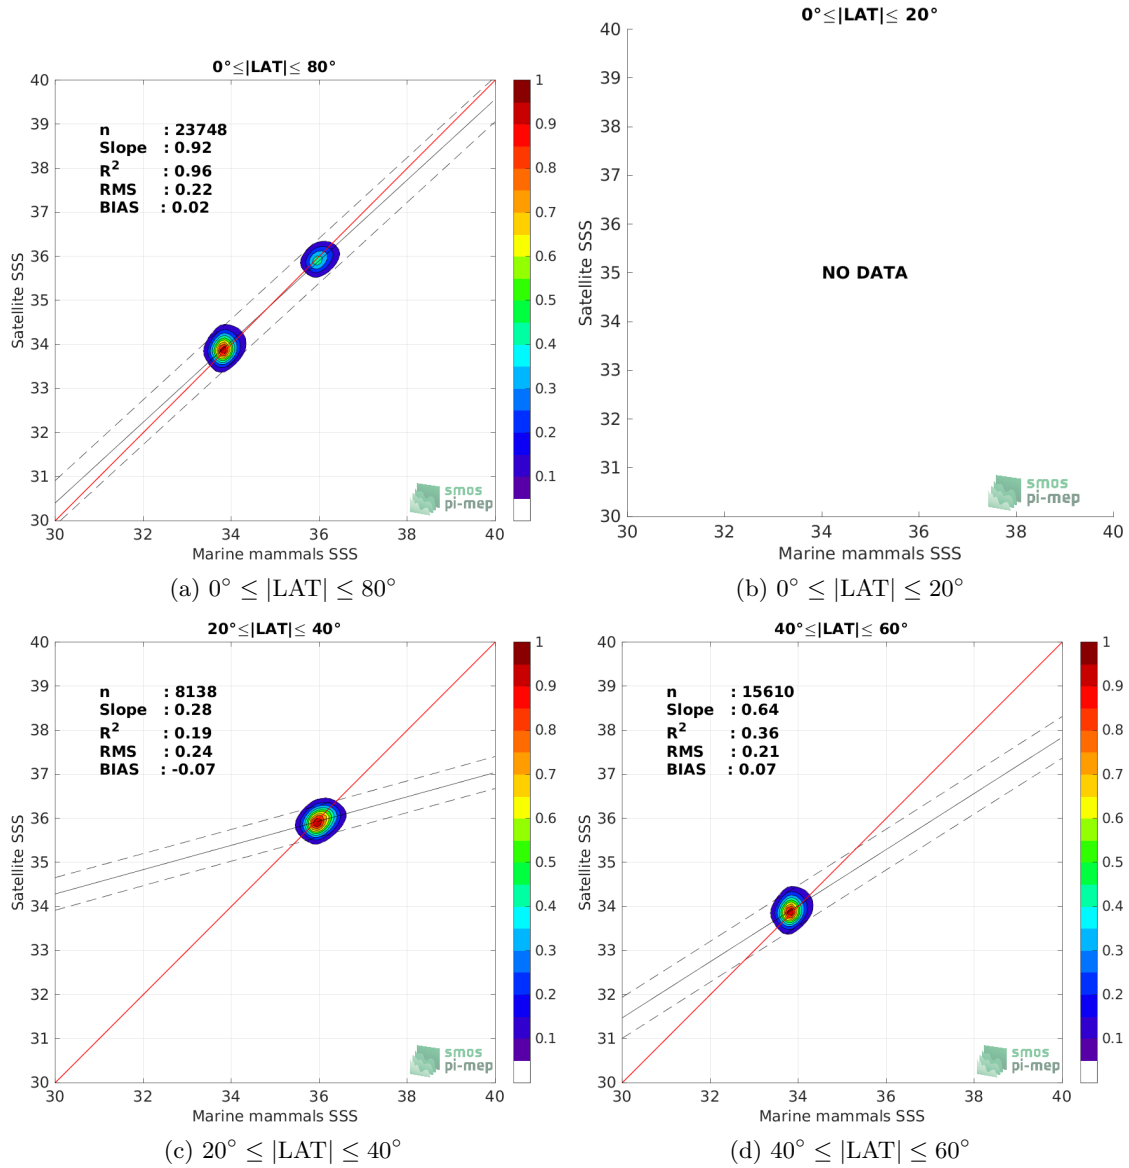 0°≤|LAT|≤ 80°
n : 23748
Slope : 0.92
R² : 0.96
RMS : 0.22
BIAS : 0.02
40
39
38
37
36
35
34
33
32
31
30
Satellite SSS
30 32 34 36 38 40
Marine mammals SSS
1
0.9
0.8
0.7
0.6
0.5
0.4
0.3
0.2
0.1
smos
pi-mep
(a) 0° ≤ |LAT| ≤ 80°
0°≤|LAT|≤ 20°
NO DATA
40
39
38
37
36
35
34
33
32
31
30
Satellite SSS
30 32 34 36 38 40
Marine mammals SSS
smos
pi-mep
(b) 0° ≤ |LAT| ≤ 20°
20°≤|LAT|≤ 40°
n : 8138
Slope : 0.28
R² : 0.19
RMS : 0.24
BIAS : -0.07
40
39
38
37
36
35
34
33
32
31
30
Satellite SSS
30 32 34 36 38 40
Marine mammals SSS
1
0.9
0.8
0.7
0.6
0.5
0.4
0.3
0.2
0.1
smos
pi-mep
(c) 20° ≤ |LAT| ≤ 40°
40°≤|LAT|≤ 60°
n : 15610
Slope : 0.64
R² : 0.36
RMS : 0.21
BIAS : 0.07
40
39
38
37
36
35
34
33
32
31
30
Satellite SSS
30 32 34 36 38 40
Marine mammals SSS
1
0.9
0.8
0.7
0.6
0.5
0.4
0.3
0.2
0.1
smos
pi-mep
(d) 40° ≤ |LAT| ≤ 60°